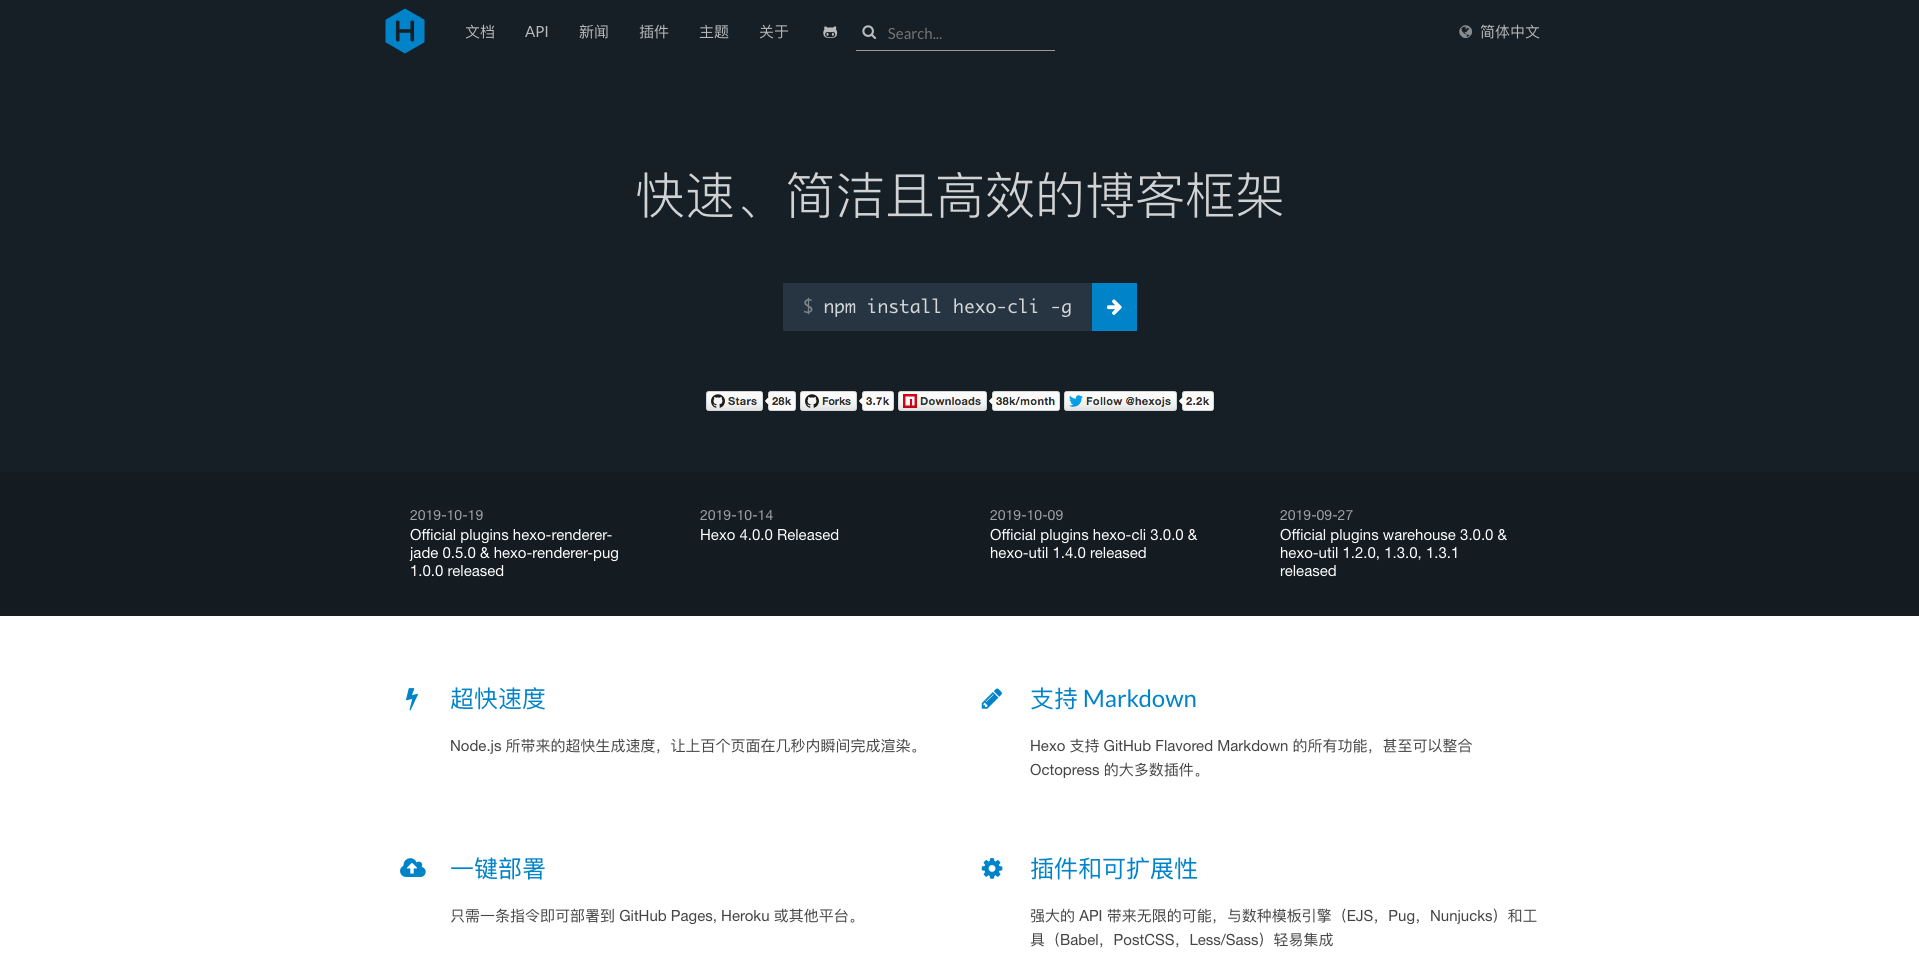 H 文档 API 新闻 插件 主题 关于 Search... 简体中文
快速、简洁且高效的博客框架
$ npm install hexo-cli -g
Stars 28k Forks 3.7k Downloads 38k/month Follow @hexojs 2.2k
2019-10-19
Official plugins hexo-renderer-
jade 0.5.0 & hexo-renderer-pug
1.0.0 released
2019-10-14
Hexo 4.0.0 Released
2019-10-09
Official plugins hexo-cli 3.0.0 &
hexo-util 1.4.0 released
2019-09-27
Official plugins warehouse 3.0.0 &
hexo-util 1.2.0, 1.3.0, 1.3.1
released
超快速度
Node.js 所带来的超快生成速度，让上百个页面在几秒内瞬间完成渲染。
支持 Markdown
Hexo 支持 GitHub Flavored Markdown 的所有功能，甚至可以整合
Octopress 的大多数插件。
一键部署
只需一条指令即可部署到 GitHub Pages, Heroku 或其他平台。
插件和可扩展性
强大的 API 带来无限的可能，与数种模板引擎（EJS，Pug，Nunjucks）和工
具（Babel，PostCSS，Less/Sass）轻易集成